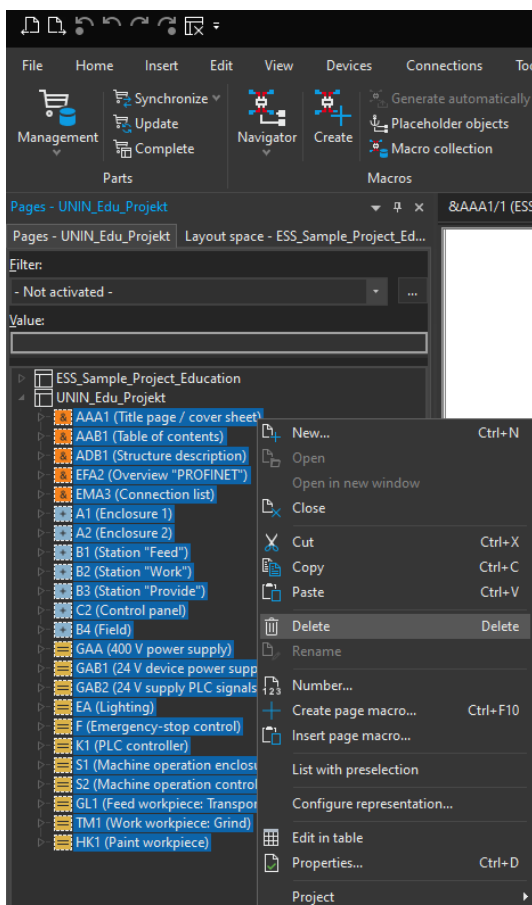 File Home Insert Edit View Devices Connections
Synchronize
Update
Complete
Management
Parts
Navigator
Create
Generate automatically
Placeholder objects
Macro collection
Macros
Pages - UNIN_Edu_Projekt
&AAA1/1 (ESS
Pages - UNIN_Edu_Projekt Layout space - ESS_Sample_Project_Ed...
Filter:
- Not activated -
...
Value:
ESS_Sample_Project_Education
UNIN_Edu_Projekt
AAA1 (Title page / cover sheet)
AAB1 (Table of contents)
ADB1 (Structure description)
EFA2 (Overview "PROFINET")
EMA3 (Connection list)
A1 (Enclosure 1)
A2 (Enclosure 2)
B1 (Station "Feed")
B2 (Station "Work")
B3 (Station "Provide")
C2 (Control panel)
B4 (Field)
GAA (400 V power supply)
GAB1 (24 V device power supp
GAB2 (24 V supply PLC signals
EA (Lighting)
F (Emergency-stop control)
K1 (PLC controller)
S1 (Machine operation enclosu
S2 (Machine operation control
GL1 (Feed workpiece: Transpor
TM1 (Work workpiece: Grind)
HK1 (Paint workpiece)
New... Ctrl+N
Open
Open in new window
Close
Cut Ctrl+X
Copy Ctrl+C
Paste Ctrl+V
Delete Delete
Rename
Number...
Create page macro... Ctrl+F10
Insert page macro...
List with preselection
Configure representation...
Edit in table
Properties... Ctrl+D
Project